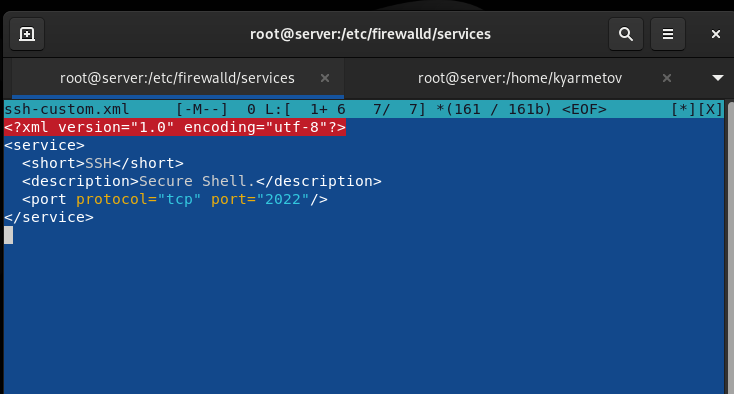 root@server:/etc/firewalld/services
root@server:/etc/firewalld/services × root@server:/home/kyarmetov ×
ssh-custom.xml [-M--] 0 L:[ 1+ 6 7/ 7] *(161 / 161b) <EOF> [*][X]
<?xml version="1.0" encoding="utf-8"?>
<service>
  <short>SSH</short>
  <description>Secure Shell.</description>
  <port protocol="tcp" port="2022"/>
</service>